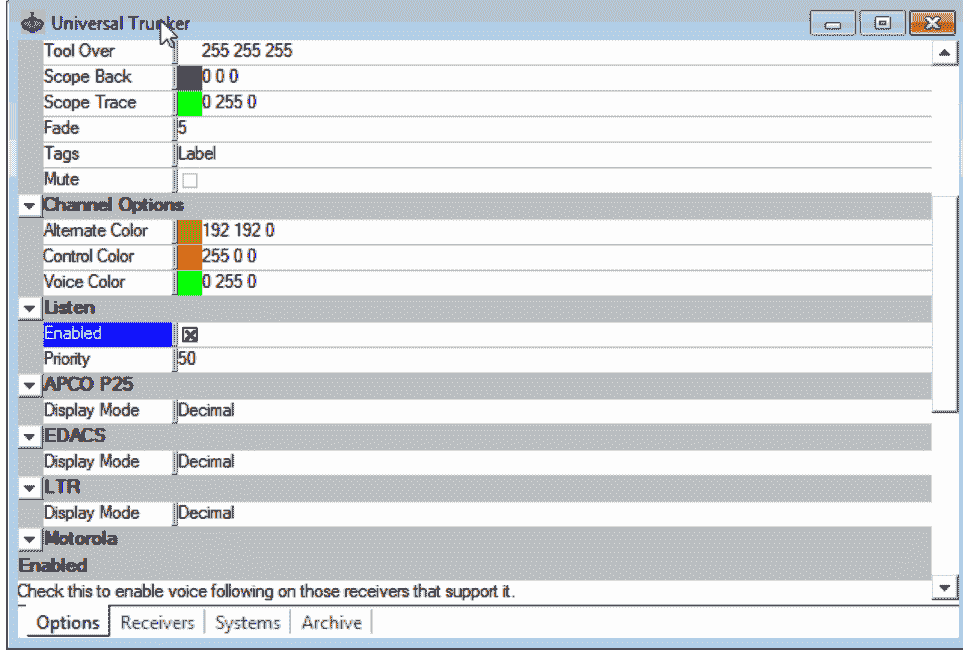 Universal Trunker
Tool Over 255 255 255
Scope Back 0 0 0
Scope Trace 0 255 0
Fade 5
Tags Label
Mute
Channel Options
Alternate Color 192 192 0
Control Color 255 0 0
Voice Color 0 255 0
Listen
Enabled
Priority 50
APCO P25
Display Mode Decimal
EDACS
Display Mode Decimal
LTR
Display Mode Decimal
Motorola
Enabled
Check this to enable voice following on those receivers that support it.
Options Receivers Systems Archive